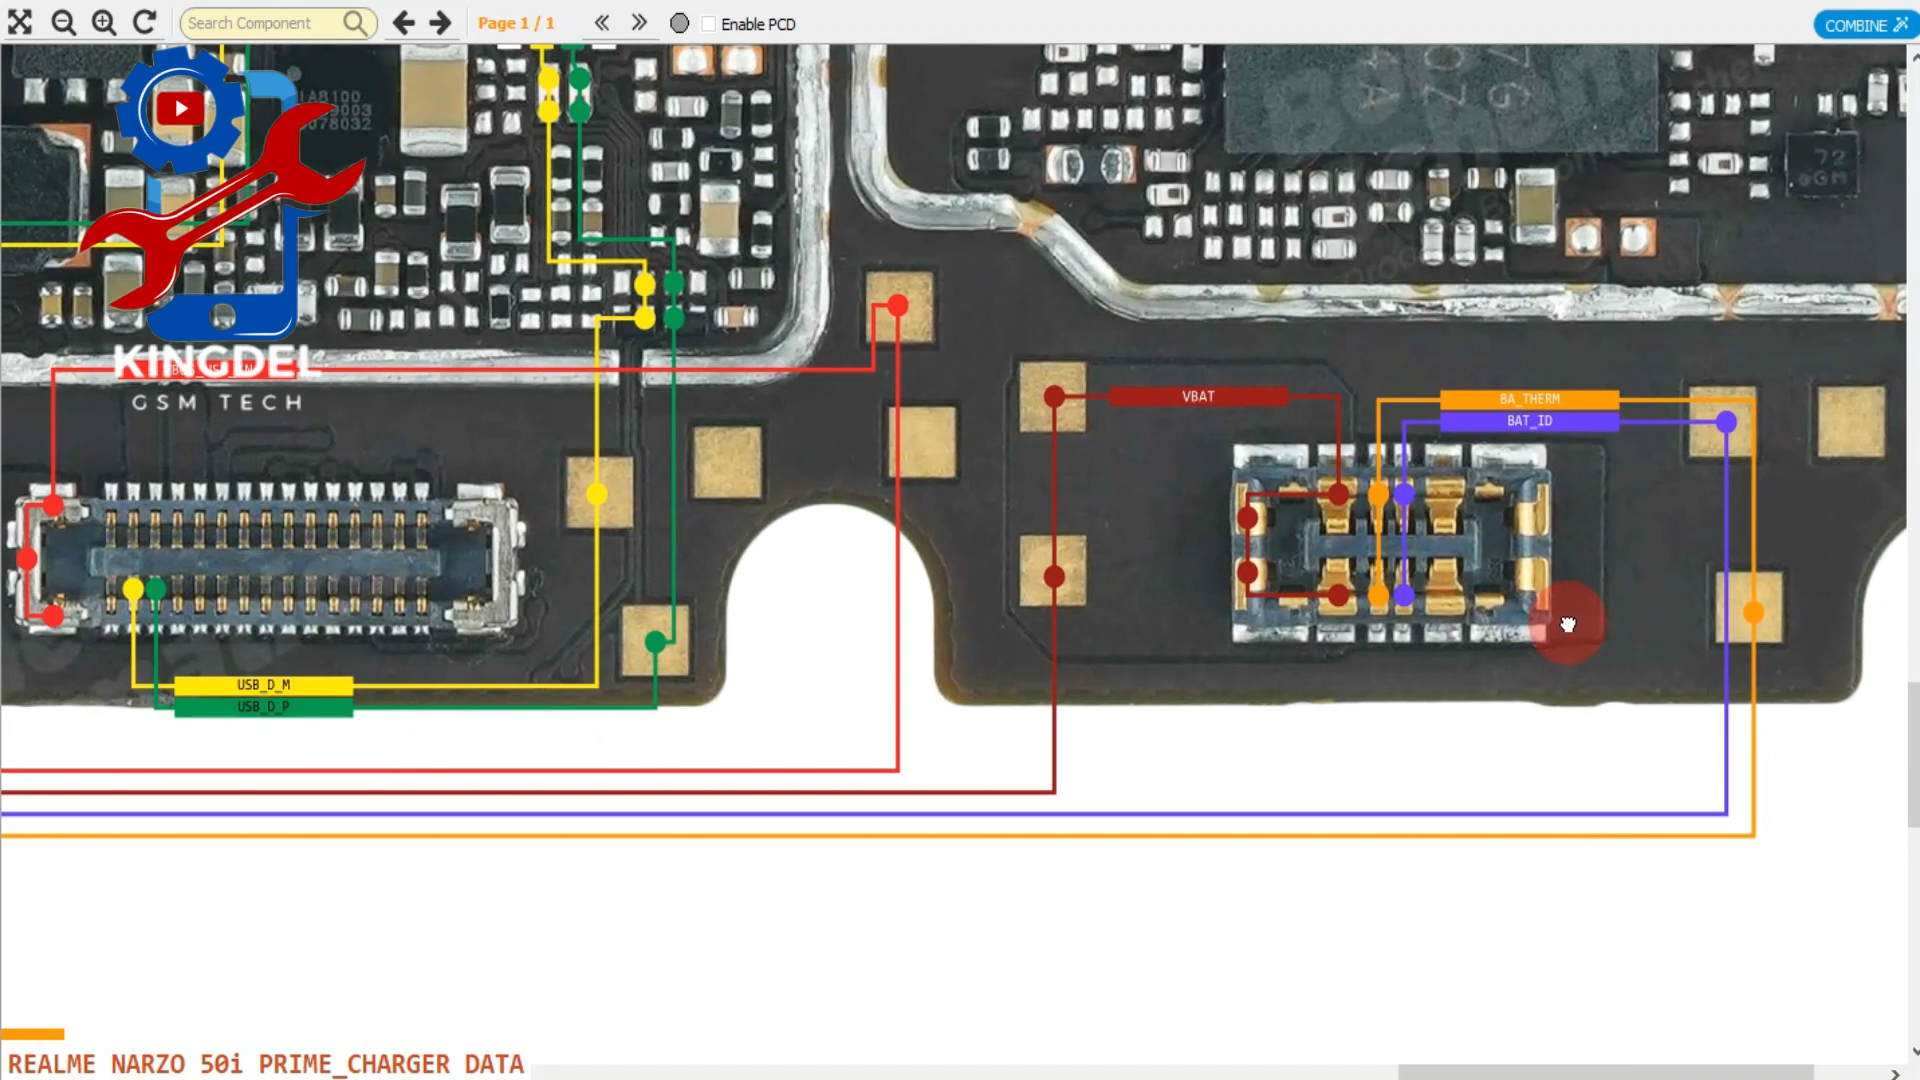 Search Component
Page 1 / 1
Enable PCD
COMBINE
KINGDEL
GSM TECH
VBAT
BA_THERM
BAT_ID
USB_D_M
USB_D_P
REALME NARZO 50i PRIME_CHARGER DATA